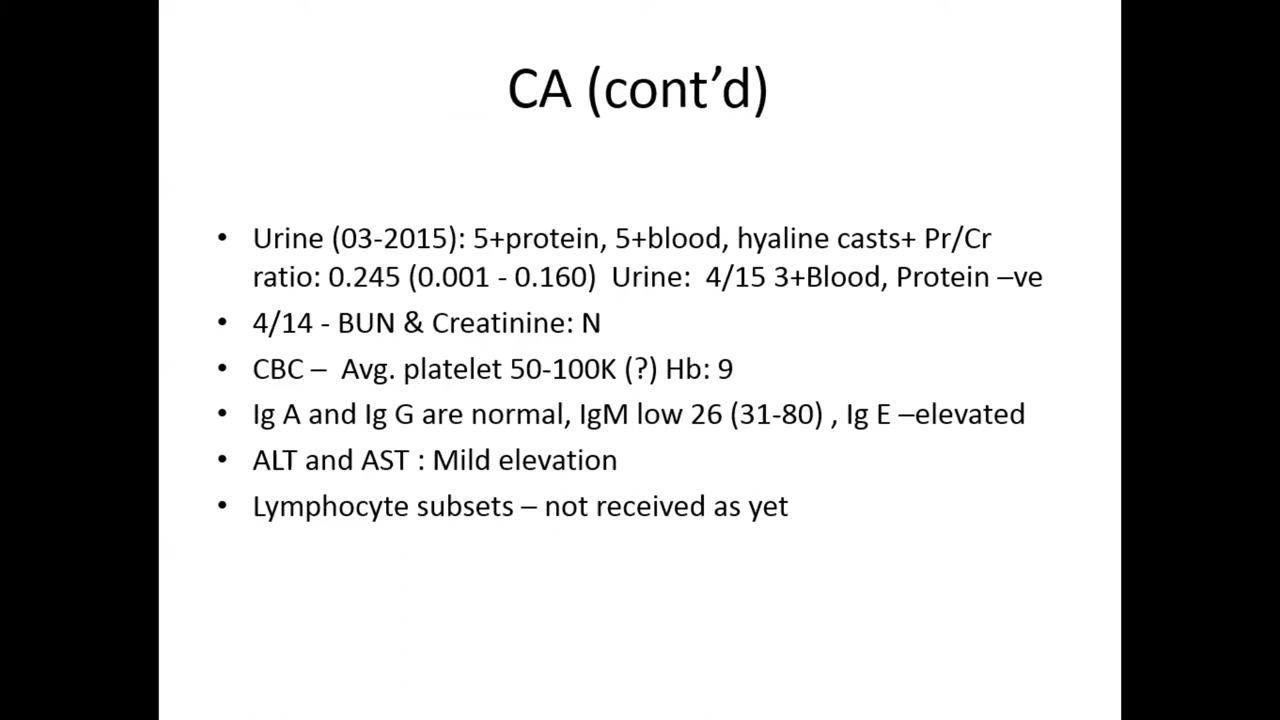 CA (cont’d)
• Urine (03-2015): 5+protein, 5+blood, hyaline casts+ Pr/Cr
ratio: 0.245 (0.001 - 0.160)  Urine:  4/15 3+Blood, Protein –ve
• 4/14 - BUN & Creatinine: N
• CBC –  Avg. platelet 50-100K (?) Hb: 9
• Ig A and Ig G are normal, IgM low 26 (31-80) , Ig E –elevated
• ALT and AST : Mild elevation
• Lymphocyte subsets – not received as yet